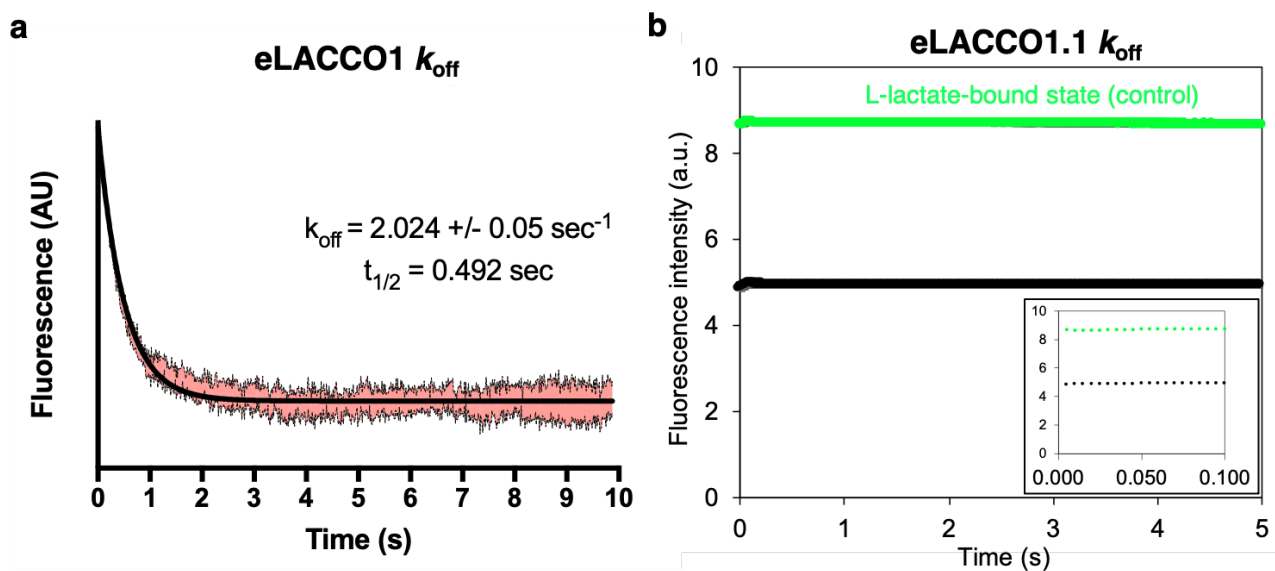 a
eLACCO1 koff
Fluorescence (AU)
koff = 2.024 +/- 0.05 sec-1
t1/2 = 0.492 sec
0 1 2 3 4 5 6 7 8 9 10
Time (s)
b
eLACCO1.1 koff
L-lactate-bound state (control)
Fluorescence intensity (a.u.)
10
8
6
4
2
0
0 1 2 3 4 5
Time (s)
10
8
6
4
2
0
0.000 0.050 0.100